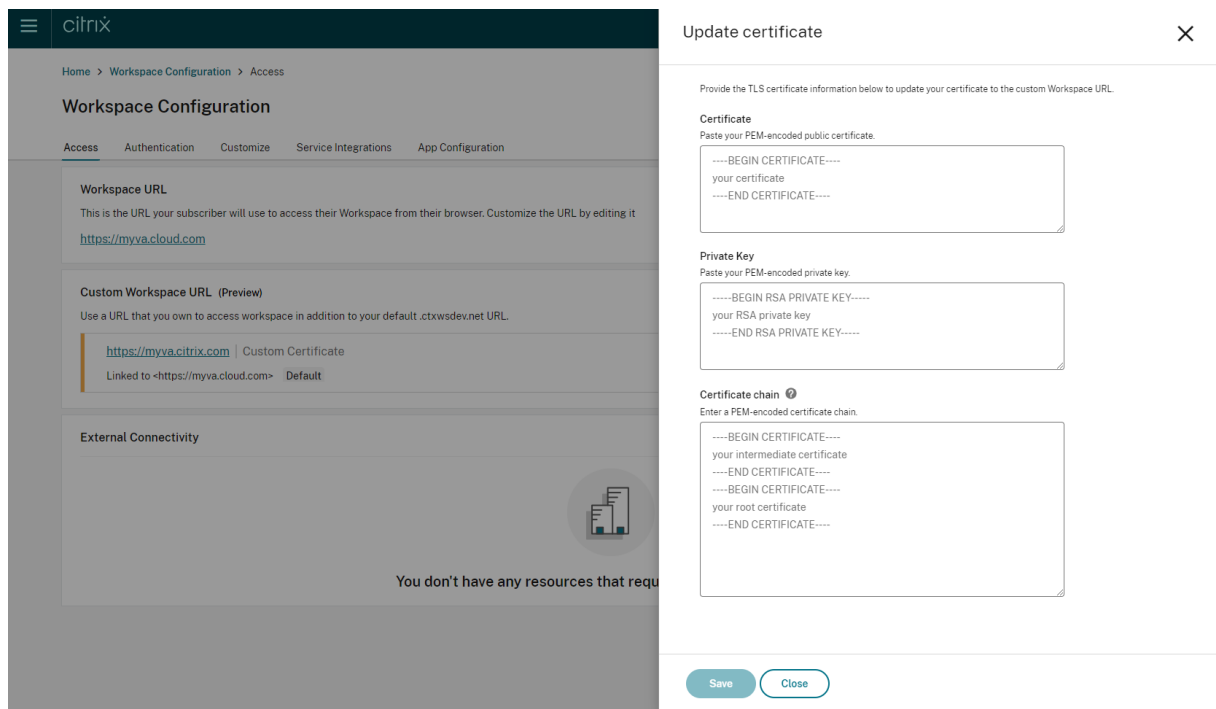 citrix
Home > Workspace Configuration > Access
Workspace Configuration
Access Authentication Customize Service Integrations App Configuration
Workspace URL
This is the URL your subscriber will use to access their Workspace from their browser. Customize the URL by editing it
https://myva.cloud.com
Custom Workspace URL (Preview)
Use a URL that you own to access workspace in addition to your default .ctxwsdev.net URL.
https://myva.citrix.com | Custom Certificate
Linked to <https://myva.cloud.com> Default
External Connectivity
You don't have any resources that requ
Update certificate
Provide the TLS certificate information below to update your certificate to the custom Workspace URL.
Certificate
Paste your PEM-encoded public certificate.
----BEGIN CERTIFICATE----
your certificate
----END CERTIFICATE----
Private Key
Paste your PEM-encoded private key.
-----BEGIN RSA PRIVATE KEY-----
your RSA private key
-----END RSA PRIVATE KEY-----
Certificate chain ?
Enter a PEM-encoded certificate chain.
----BEGIN CERTIFICATE----
your intermediate certificate
----END CERTIFICATE----
----BEGIN CERTIFICATE----
your root certificate
----END CERTIFICATE----
Save Close